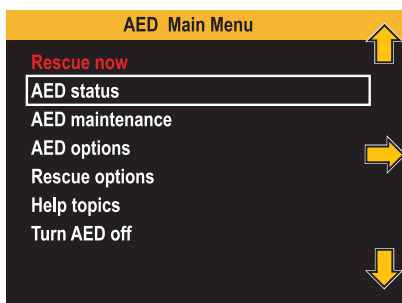 AED Main Menu
Rescue now
AED status
AED maintenance
AED options
Rescue options
Help topics
Turn AED off